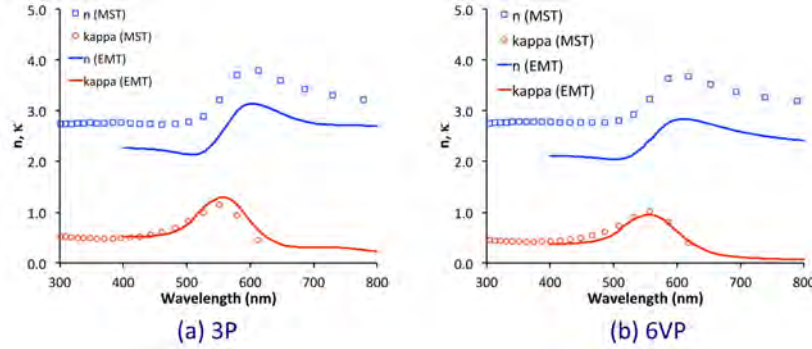 5.0
4.0
3.0
2.0
1.0
0.0
n, κ
n (MST)
kappa (MST)
n (EMT)
kappa (EMT)
300 400 500 600 700 800
Wavelength (nm)
(a) 3P
5.0
4.0
3.0
2.0
1.0
0.0
n, κ
n (MST)
kappa (MST)
n (EMT)
kappa (EMT)
300 400 500 600 700 800
Wavelength (nm)
(b) 6VP